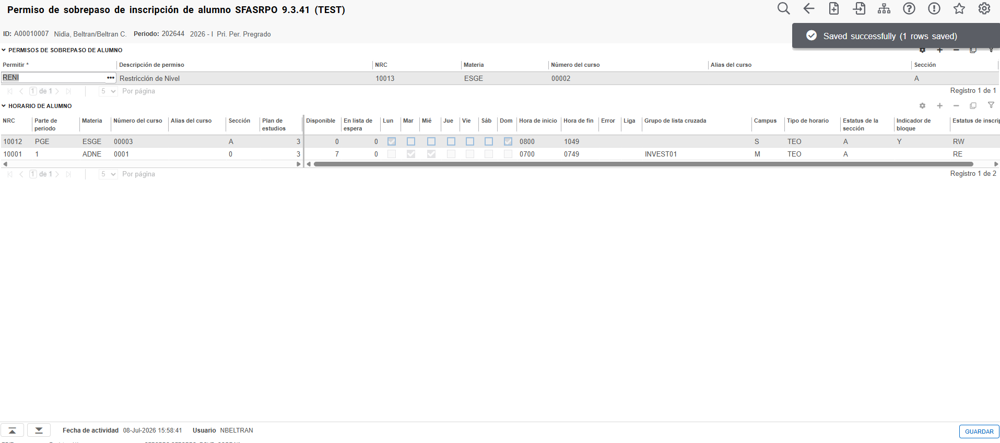 Permiso de sobrepaso de inscripción de alumno SFASRPO 9.3.41 (TEST)
ID: A00010007 Nidia, Beltran/Beltran C. Periodo: 202644 2026 - I Pri. Per. Pregrado
Saved successfully (1 rows saved)
PERMISOS DE SOBREPASO DE ALUMNO
Permitir * Descripción de permiso NRC Materia Número del curso Alias del curso Sección
RENI ••• Restricción de Nivel 10013 ESGE 00002 A
1 de 1 5 Por página Registro 1 de 1
HORARIO DE ALUMNO
NRC Parte de periodo Materia Número del curso Alias del curso Sección Plan de estudios Disponible En lista de espera Lun Mar Mié Jue Vie Sáb Dom Hora de inicio Hora de fin Error Liga Grupo de lista cruzada Campus Tipo de horario Estatus de la sección Indicador de bloque Estatus de inscrip
10012 PGE ESGE 00003 A 3 0 0 0800 1049 S TEO A Y RW
10001 1 ADNE 0001 0 3 7 0 0700 0749 INVEST01 M TEO A RE
1 de 1 5 Por página Registro 1 de 2
Fecha de actividad 08-Jul-2026 15:58:41 Usuario NBELTRAN
GUARDAR